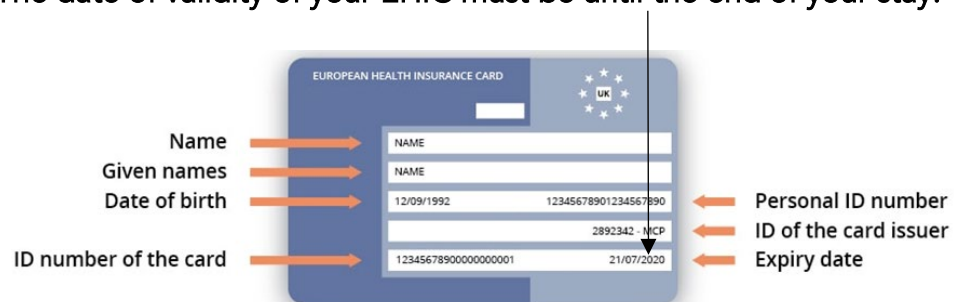 The date of validity of your EHIC must be until the end of your stay.
EUROPEAN HEALTH INSURANCE CARD
UK
Name NAME
Given names NAME
Date of birth 12/09/1992 12345678901234567890 Personal ID number
2892342 - MCP ID of the card issuer
ID number of the card 12345678900000000001 21/07/2020 Expiry date